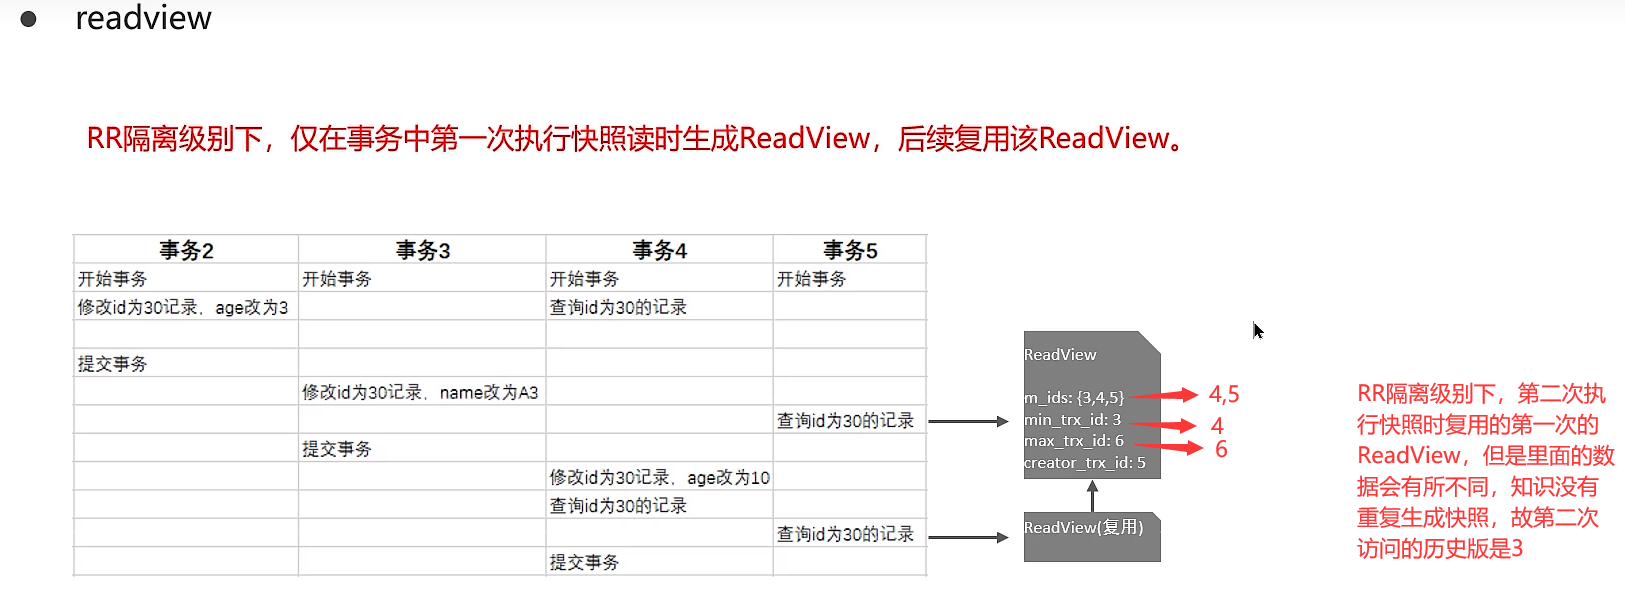 readview
RR隔离级别下，仅在事务中第一次执行快照读时生成ReadView，后续复用该ReadView。
事务2 事务3 事务4 事务5
开始事务 开始事务 开始事务 开始事务
修改id为30记录，age改为3 查询id为30的记录
提交事务
修改id为30记录，name改为A3
查询id为30的记录
提交事务
修改id为30记录，age改为10
查询id为30的记录
查询id为30的记录
提交事务
ReadView
m_ids: {3,4,5} 4,5
min_trx_id: 3 4
max_trx_id: 6 6
creator_trx_id: 5
ReadView(复用)
RR隔离级别下，第二次执
行快照时复用的第一次的
ReadView，但是里面的数
据会有所不同，知识没有
重复生成快照，故第二次
访问的历史版是3